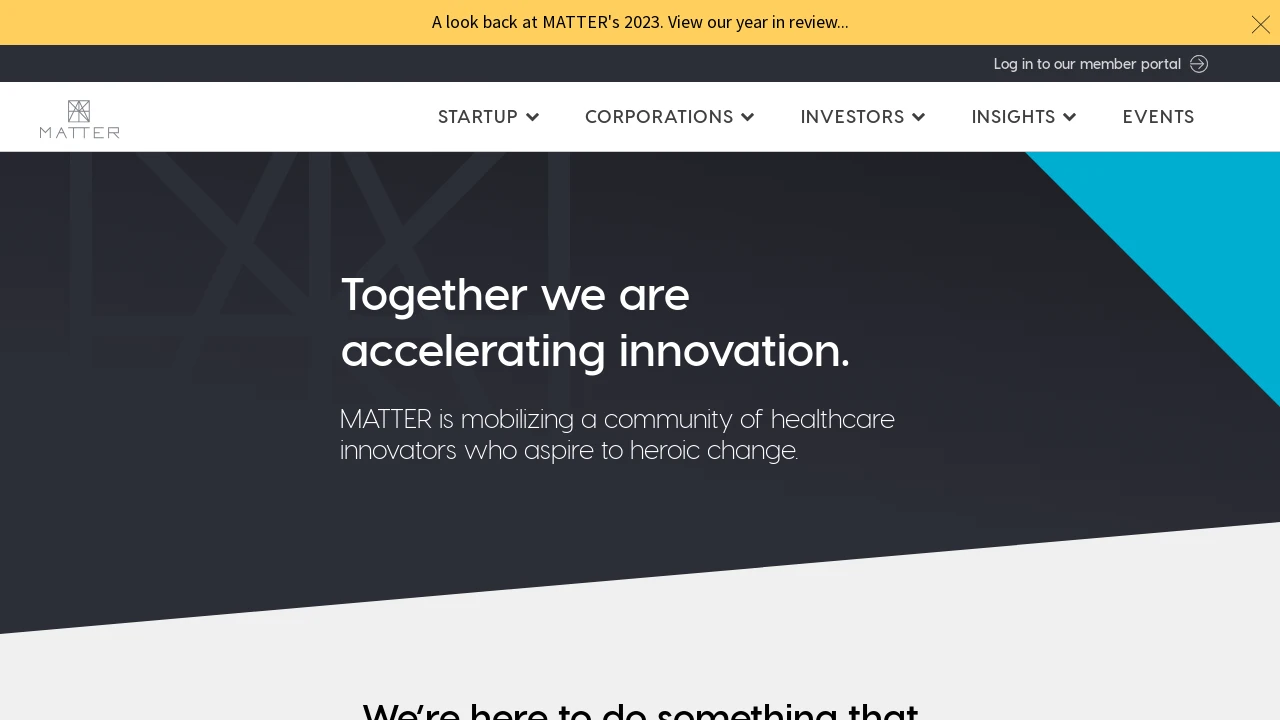 A look back at MATTER's 2023. View our year in review...
Log in to our member portal
MATTER
STARTUP
CORPORATIONS
INVESTORS
INSIGHTS
EVENTS
Together we are
accelerating innovation.
MATTER is mobilizing a community of healthcare
innovators who aspire to heroic change.
We’re here to do something that